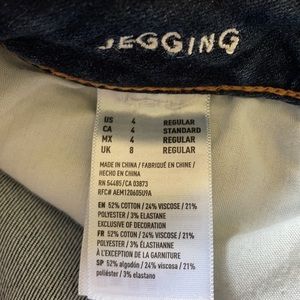 JEGGING
US 4 REGULAR
CA 4 STANDARD
MX 4 REGULAR
UK 8 REGULAR
MADE IN CHINA / FABRIQUÉ EN CHINE /
HECHO EN CHINA
RN 54485/CA 03873
RFC# AEM120605U9A
EN 52% COTTON / 24% VISCOSE / 21%
POLYESTER / 3% ELASTANE
EXCLUSIVE OF DECORATION
FR 52% COTON / 24% VISCOSE / 21%
POLYESTER / 3% ÉLASTHANNE
À L'EXCEPTION DE LA GARNITURE
SP 52% algodón / 24% viscosa / 21%
poliéster / 3% elastano